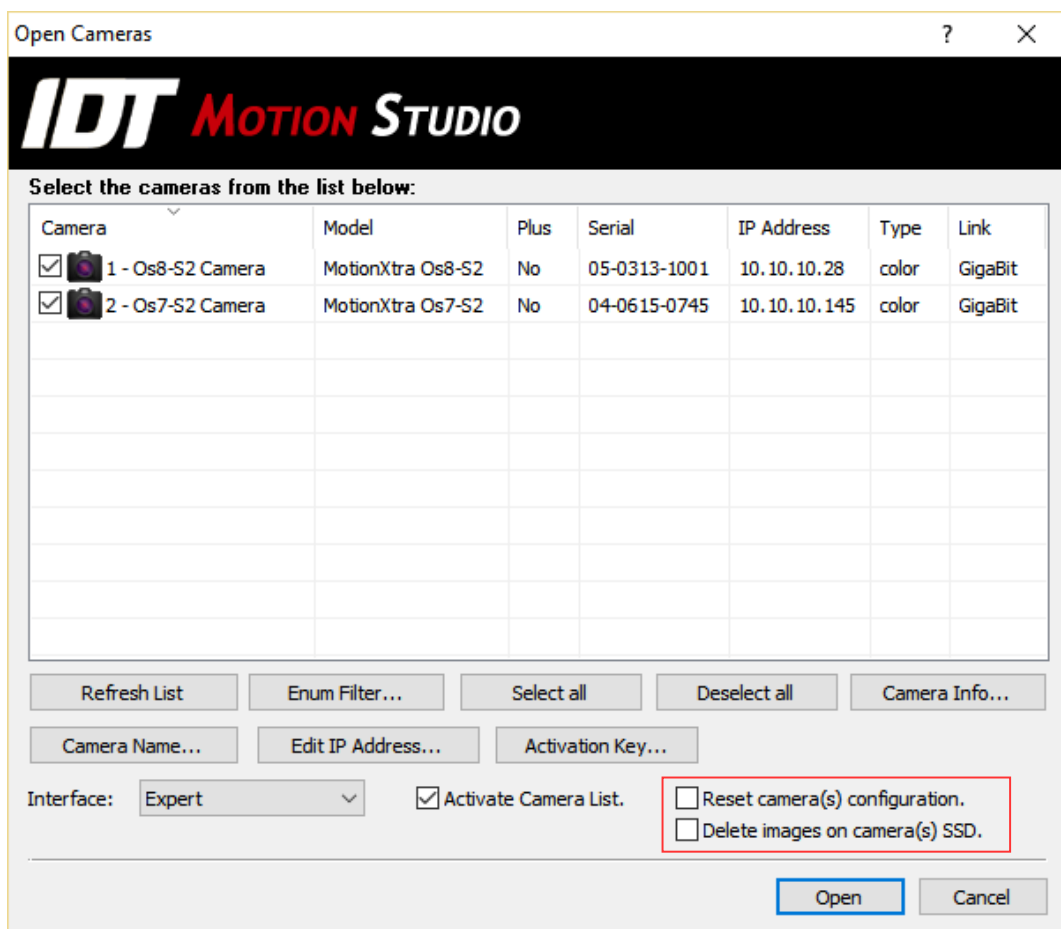 Open Cameras ?
IDT MOTION STUDIO
Select the cameras from the list below:
Camera Model Plus Serial IP Address Type Link
1 - Os8-S2 Camera MotionXtra Os8-S2 No 05-0313-1001 10.10.10.28 color GigaBit
2 - Os7-S2 Camera MotionXtra Os7-S2 No 04-0615-0745 10.10.10.145 color GigaBit
Refresh List Enum Filter... Select all Deselect all Camera Info...
Camera Name... Edit IP Address... Activation Key...
Interface: Expert Activate Camera List. Reset camera(s) configuration.
Delete images on camera(s) SSD.
Open Cancel